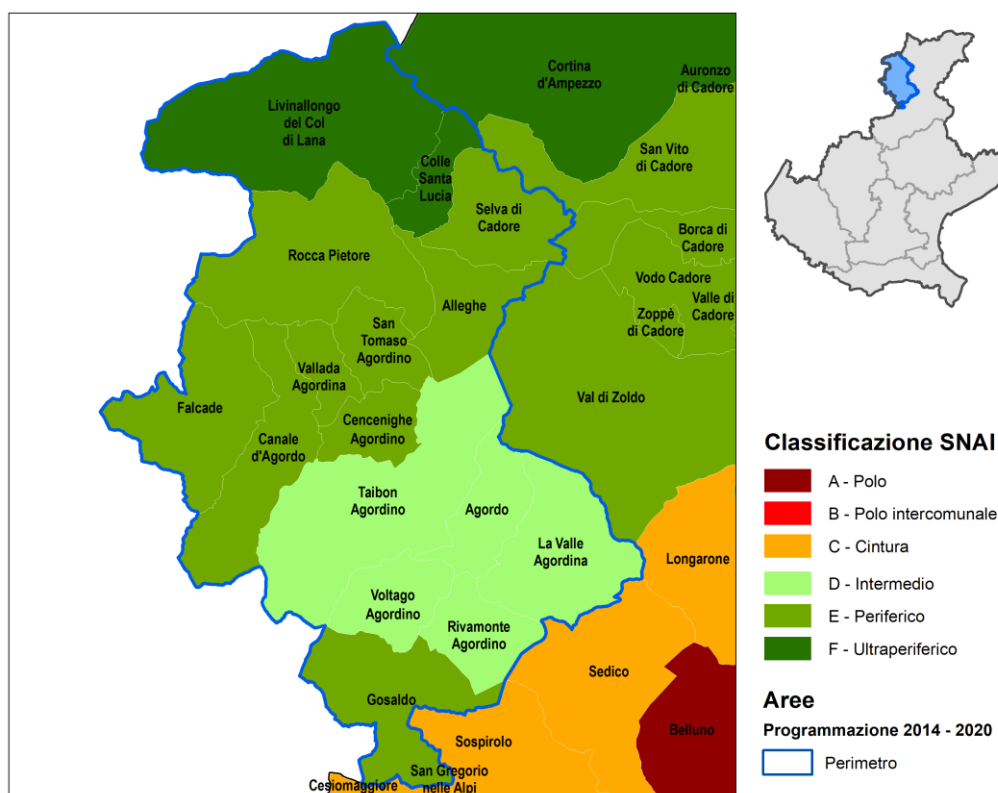 Cortina
d'Ampezzo
Auronzo
di Cadore
Livinallongo
del Col
di Lana
San Vito
di Cadore
Colle
Santa
Lucia
Selva di
Cadore
Borca di
Cadore
Rocca Pietore
Vodo Cadore
Alleghe
Valle di
Cadore
Zoppè
di Cadore
San
Tomaso
Agordino
Vallada
Agordina
Falcade
Val di Zoldo
Cencenighe
Agordino
Canale
d'Agordo
Taibon
Agordino
Agordo
La Valle
Agordina
Longarone
Voltago
Agordino
Rivamonte
Agordino
Sedico
Gosaldo
Belluno
Sospirolo
San Gregorio
nelle Alpi
Cesiomaggiore
Classificazione SNAI
A - Polo
B - Polo intercomunale
C - Cintura
D - Intermedio
E - Periferico
F - Ultraperiferico
Aree
Programmazione 2014 - 2020
Perimetro